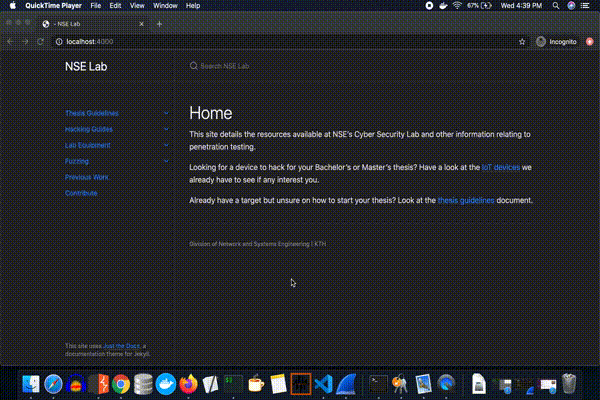 QuickTime Player File Edit View Window Help 67% Wed 4:39 PM
- NSE Lab
localhost:4000 Incognito
NSE Lab
Search NSE Lab
Thesis Guidelines
Hacking Guides
Lab Equipment
Fuzzing
Previous Work
Contribute
Home
This site details the resources available at NSE's Cyber Security Lab and other information relating to
penetration testing.
Looking for a device to hack for your Bachelor's or Master's thesis? Have a look at the IoT devices we
already have to see if any interest you.
Already have a target but unsure on how to start your thesis? Look at the thesis guidelines document.
Division of Network and Systems Engineering | KTH
This site uses Just the Docs, a
documentation theme for Jekyll.